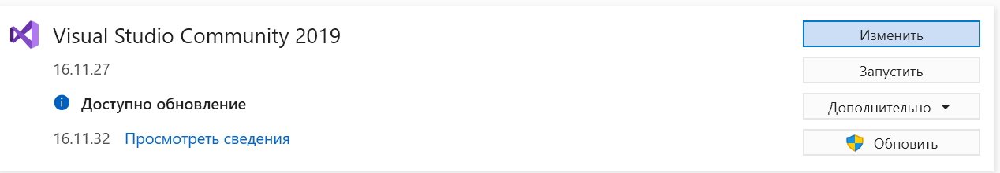 Visual Studio Community 2019
Изменить
16.11.27
Запустить
Доступно обновление
Дополнительно
16.11.32 Просмотреть сведения
Обновить